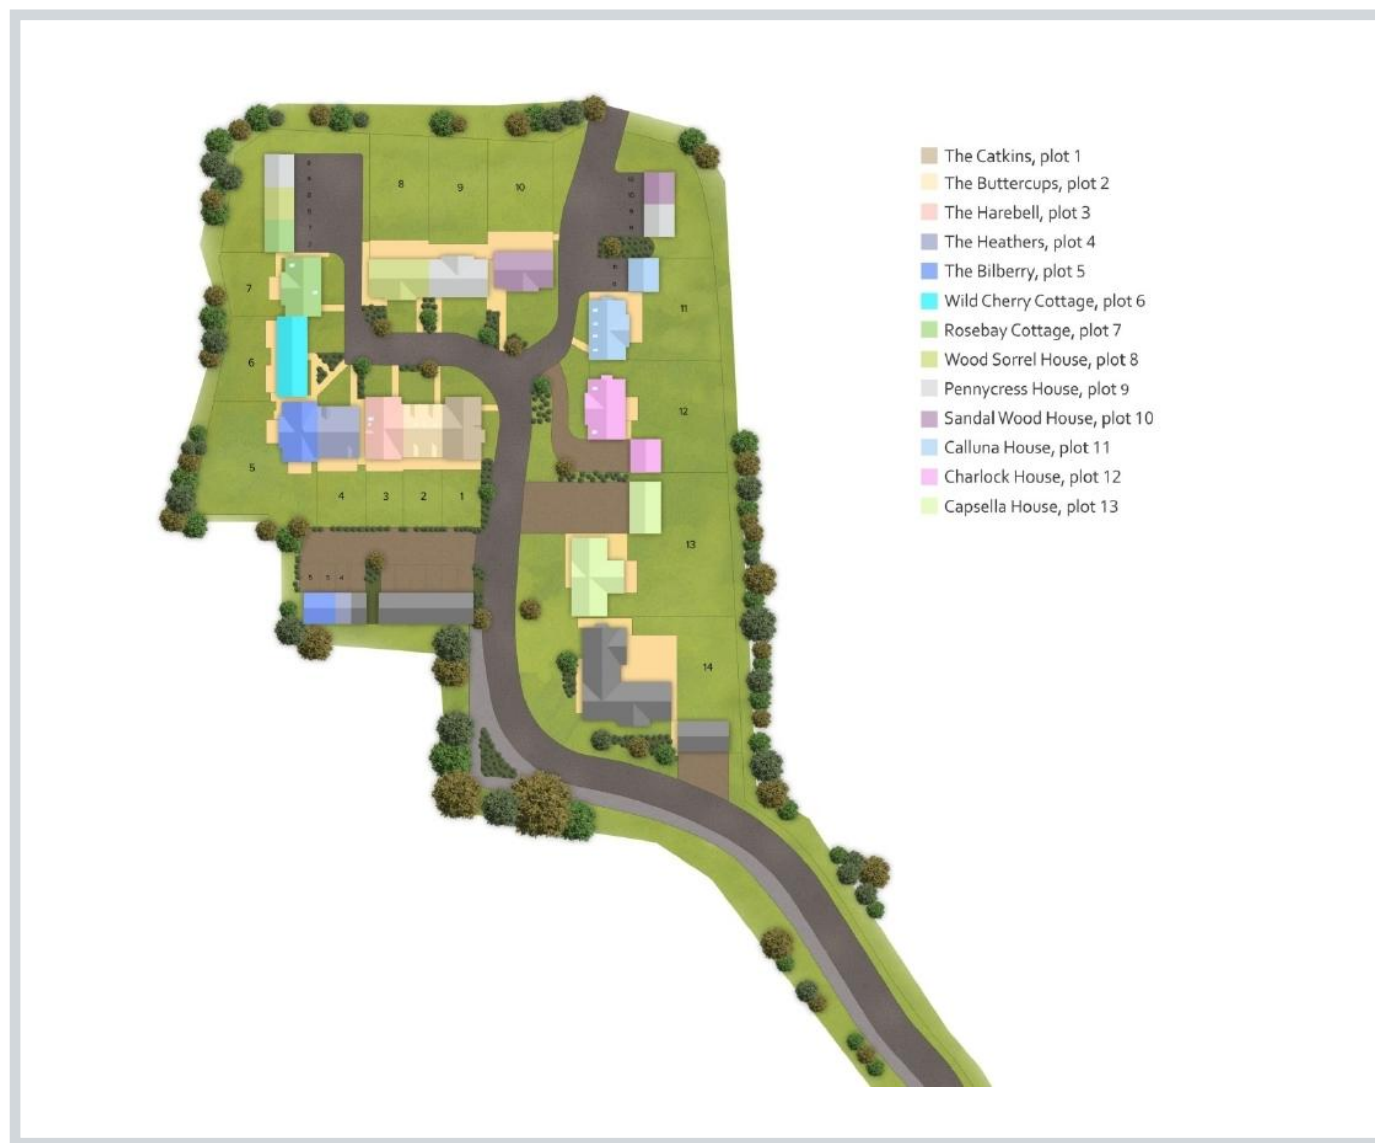 The Catkins, plot 1
The Buttercups, plot 2
The Harebell, plot 3
The Heathers, plot 4
The Bilberry, plot 5
Wild Cherry Cottage, plot 6
Rosebay Cottage, plot 7
Wood Sorrel House, plot 8
Pennycress House, plot 9
Sandal Wood House, plot 10
Calluna House, plot 11
Charlock House, plot 12
Capsella House, plot 13
8
9
10
7
11
6
12
5
4
3
2
1
13
5
5
4
14